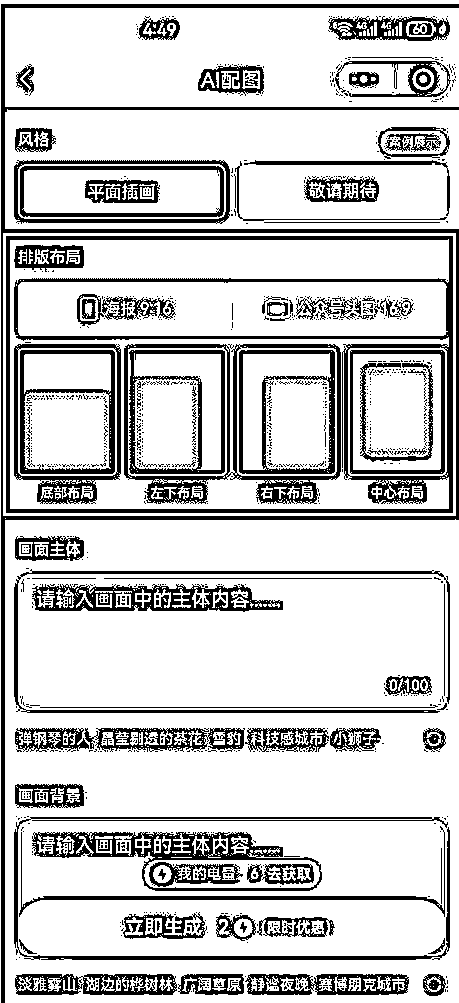 4:49 4G 4G 60
AI配图
风格 案例展示
平面插画 敬请期待
排版布局
海报 9:16 公众号头图 16:9
底部布局 左下布局 右下布局 中心布局
画面主体
请输入画面中的主体内容......
0/100
弹钢琴的人 晶莹剔透的茶花 雪豹 科技感城市 小狮子
画面背景
请输入画面中的主体内容......
我的电量 6 去获取
立即生成 2 (限时优惠)
淡雅雾山 湖边的桦树林 广阔草原 静谧夜晚 赛博朋克城市